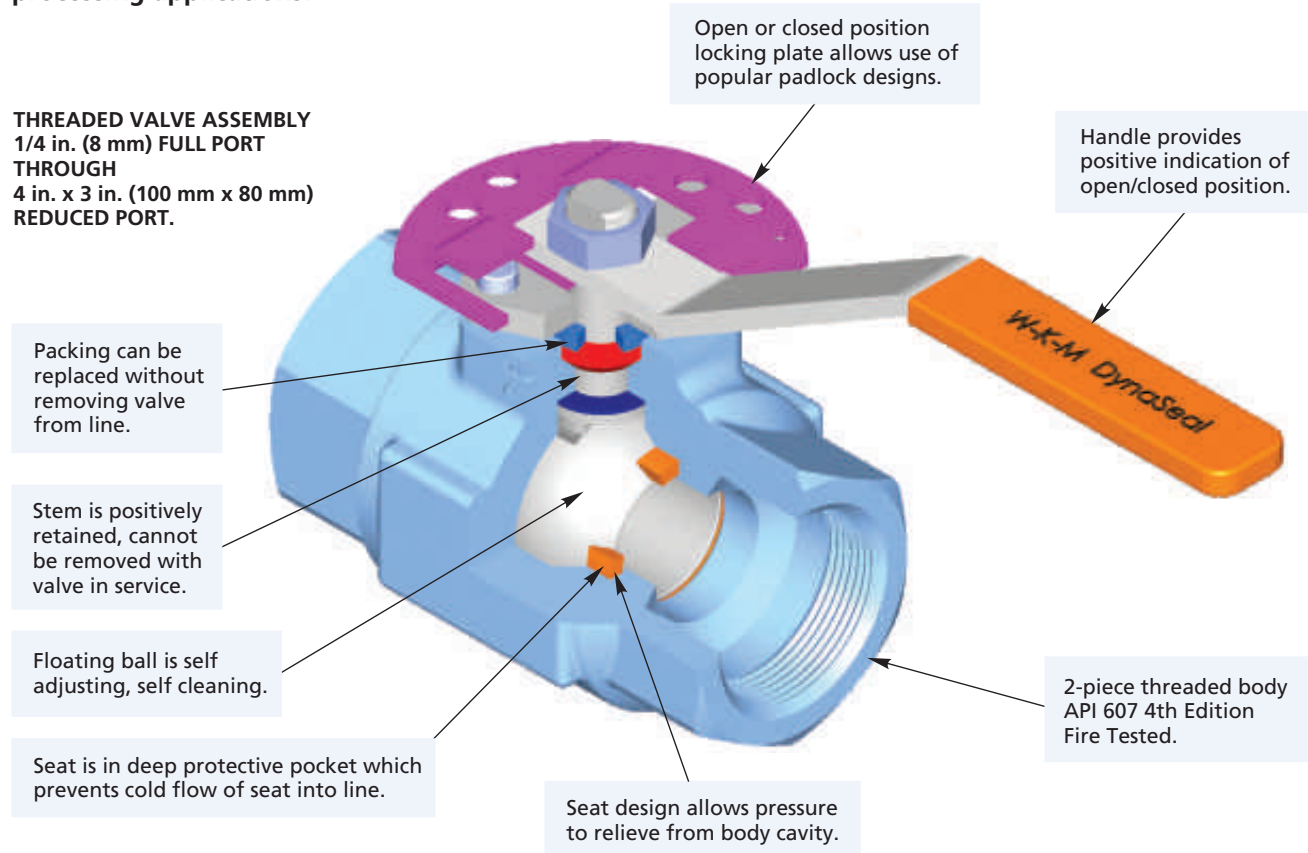 processing applications.
Open or closed position
locking plate allows use of
popular padlock designs.
THREADED VALVE ASSEMBLY
1/4 in. (8 mm) FULL PORT
THROUGH
4 in. x 3 in. (100 mm x 80 mm)
REDUCED PORT.
Handle provides
positive indication of
open/closed position.
W-K-M DynaSeal
Packing can be
replaced without
removing valve
from line.
Stem is positively
retained, cannot
be removed with
valve in service.
Floating ball is self
adjusting, self cleaning.
Seat is in deep protective pocket which
prevents cold flow of seat into line.
Seat design allows pressure
to relieve from body cavity.
2-piece threaded body
API 607 4th Edition
Fire Tested.